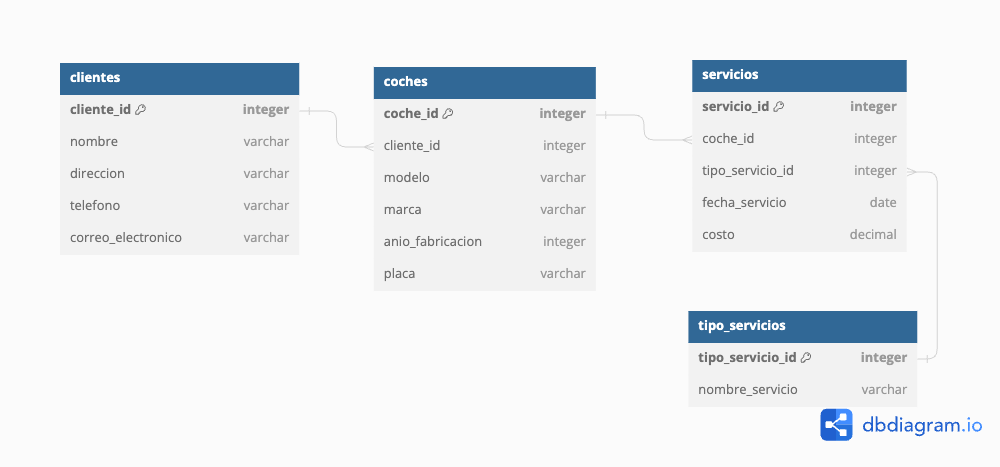 clientes
cliente_id integer
nombre varchar
direccion varchar
telefono varchar
correo_electronico varchar
coches
coche_id integer
cliente_id integer
modelo varchar
marca varchar
anio_fabricacion integer
placa varchar
servicios
servicio_id integer
coche_id integer
tipo_servicio_id integer
fecha_servicio date
costo decimal
tipo_servicios
tipo_servicio_id integer
nombre_servicio varchar
dbdiagram.io